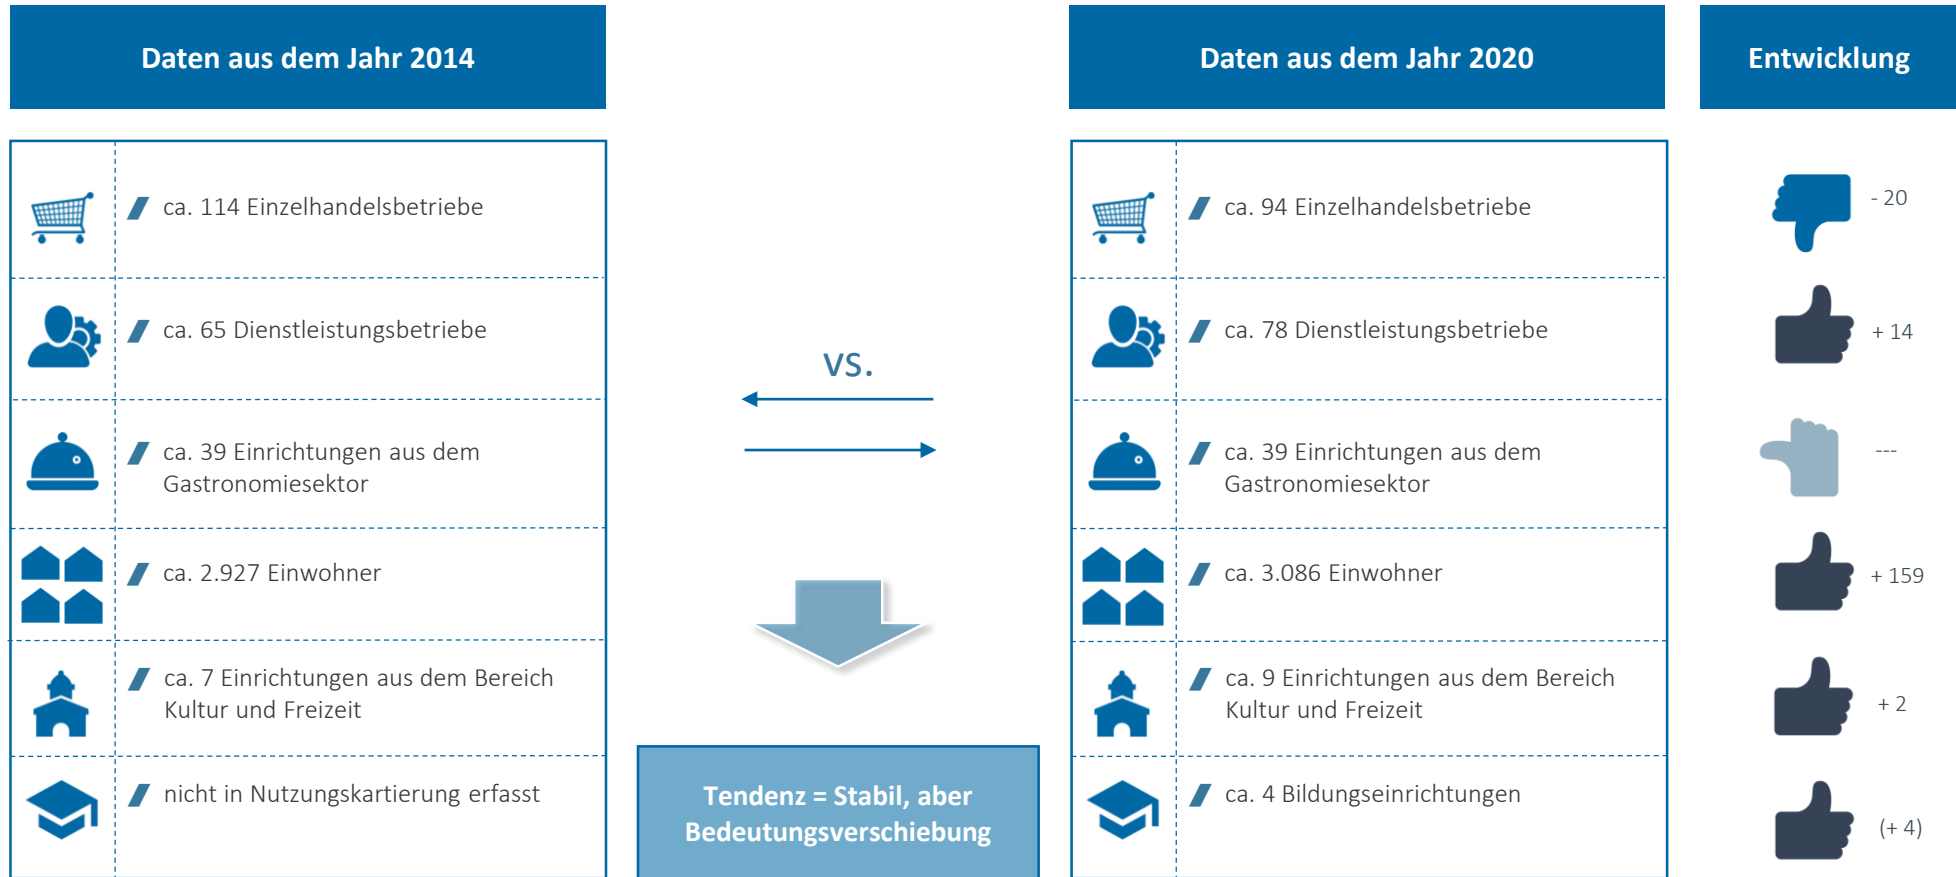 Daten aus dem Jahr 2014
Daten aus dem Jahr 2020
Entwicklung
ca. 114 Einzelhandelsbetriebe
ca. 65 Dienstleistungsbetriebe
ca. 39 Einrichtungen aus dem
Gastronomiesektor
ca. 2.927 Einwohner
ca. 7 Einrichtungen aus dem Bereich
Kultur und Freizeit
nicht in Nutzungskartierung erfasst
vs.
Tendenz = Stabil, aber
Bedeutungsverschiebung
ca. 94 Einzelhandelsbetriebe
ca. 78 Dienstleistungsbetriebe
ca. 39 Einrichtungen aus dem
Gastronomiesektor
ca. 3.086 Einwohner
ca. 9 Einrichtungen aus dem Bereich
Kultur und Freizeit
ca. 4 Bildungseinrichtungen
- 20
+ 14
---
+ 159
+ 2
(+ 4)